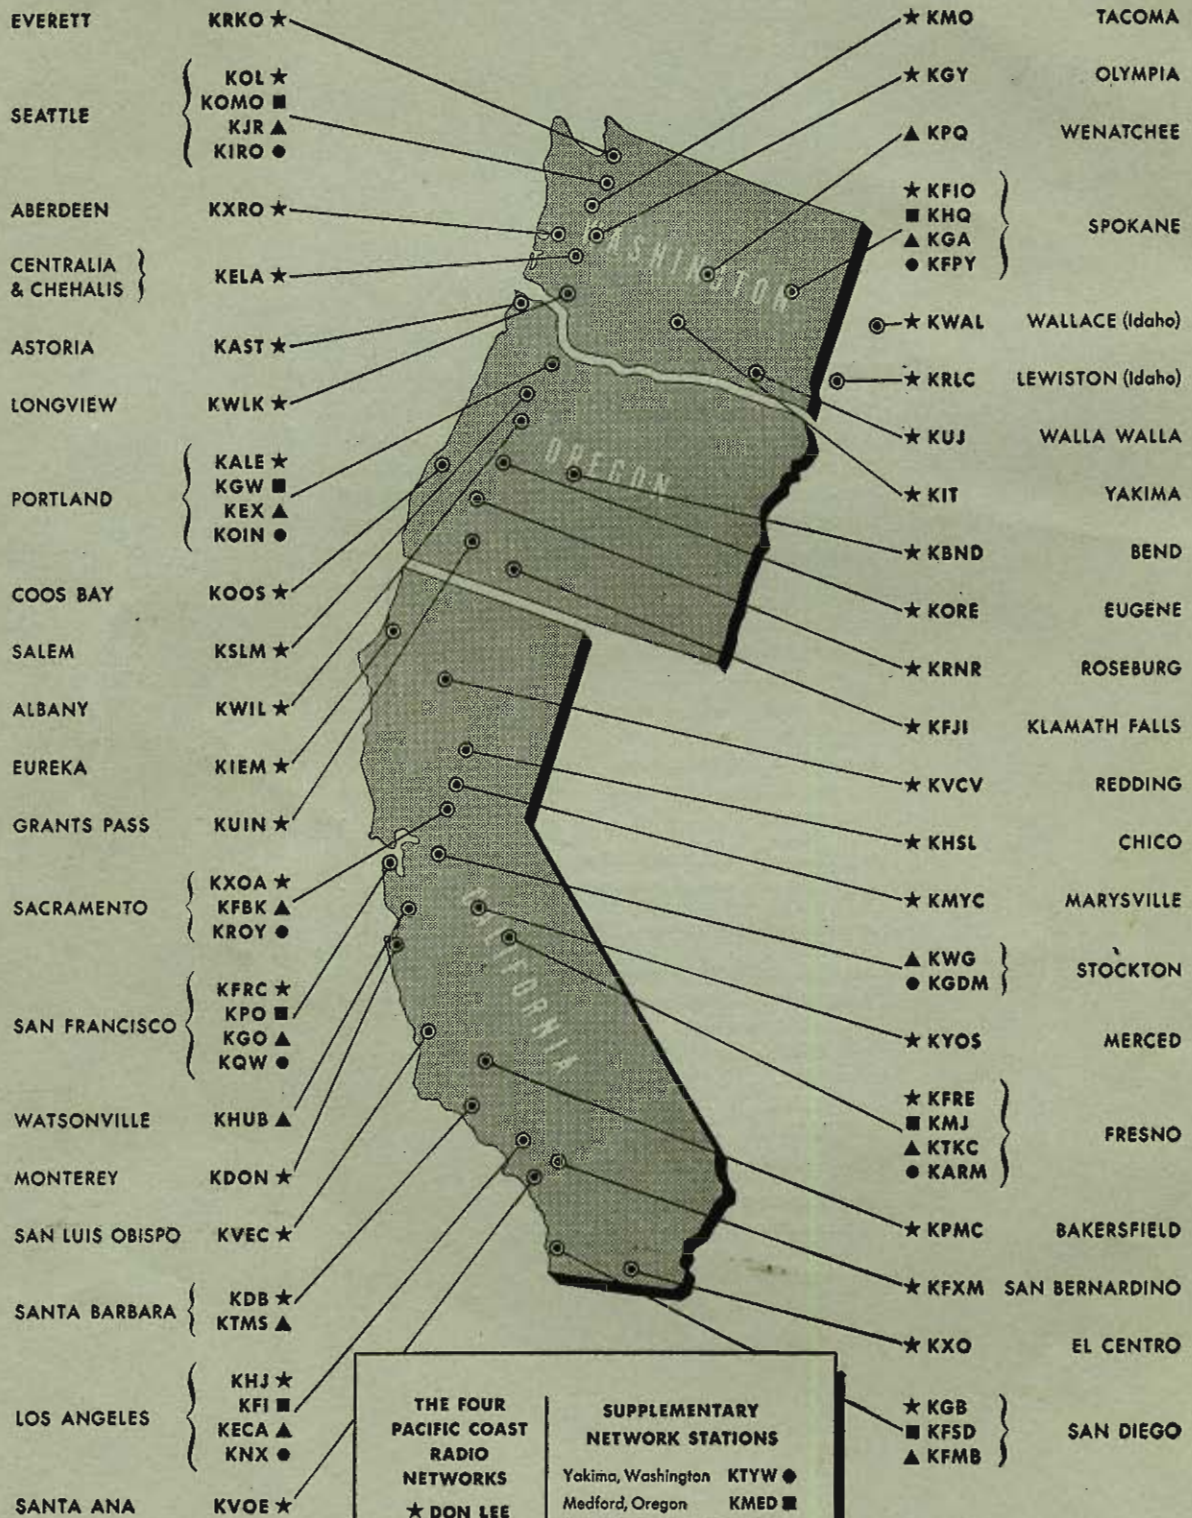 EVERETT KRKO ★
SEATTLE
KOL ★
KOMO ■
KJR ▲
KIRO ●
ABERDEEN KXRO ★
CENTRALIA
& CHEHALIS KELA ★
ASTORIA KAST ★
LONGVIEW KWLK ★
PORTLAND
KALE ★
KGW ■
KEX ▲
KOIN ●
COOS BAY KOOS ★
SALEM KSLM ★
ALBANY KWIL ★
EUREKA KIEM ★
GRANTS PASS KUIN ★
SACRAMENTO
KXOA ★
KFBK ▲
KROY ●
SAN FRANCISCO
KFRC ★
KPO ■
KGO ▲
KQW ●
WATSONVILLE KHUB ▲
MONTEREY KDON ★
SAN LUIS OBISPO KVEC ★
SANTA BARBARA
KDB ★
KTMS ▲
LOS ANGELES
KHJ ★
KFI ■
KECA ▲
KNX ●
SANTA ANA KVOE ★
WASHINGTON
OREGON
CALIFORNIA
★ KMO TACOMA
★ KGY OLYMPIA
▲ KPQ WENATCHEE
★ KFIO
■ KHQ
▲ KGA
● KFPY
SPOKANE
★ KWAL WALLACE (Idaho)
★ KRLC LEWISTON (Idaho)
★ KUJ WALLA WALLA
★ KIT YAKIMA
★ KBND BEND
★ KORE EUGENE
★ KRNR ROSEBURG
★ KFJI KLAMATH FALLS
★ KVCV REDDING
★ KHSL CHICO
★ KMYC MARYSVILLE
▲ KWG
● KGDM
STOCKTON
★ KYOS MERCED
★ KFRE
■ KMJ
▲ KTKC
● KARM
FRESNO
★ KPMC BAKERSFIELD
★ KFXM SAN BERNARDINO
★ KXO EL CENTRO
★ KGB
■ KFSD
▲ KFMB
SAN DIEGO
THE FOUR
PACIFIC COAST
RADIO
NETWORKS
★ DON LEE
SUPPLEMENTARY
NETWORK STATIONS
Yakima, Washington KTYW ●
Medford, Oregon KMED ■